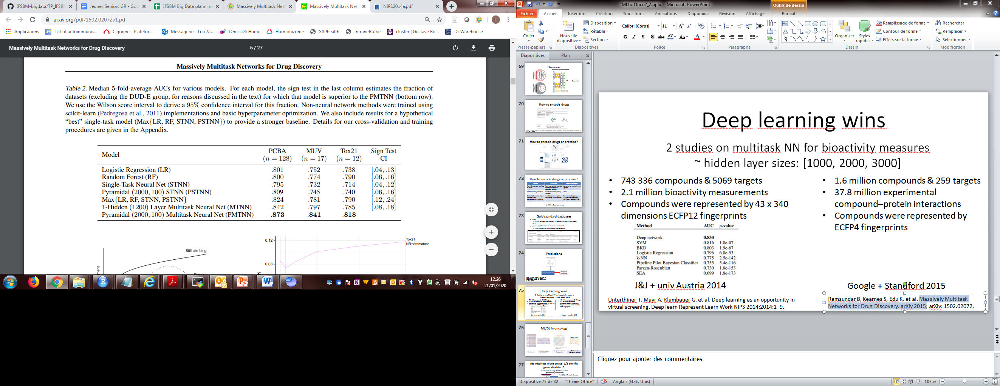 IFSBM-bigdata/TP_IFSB
Jeunes Seniors GR - Goo
IFSBM Big Data planning
Massively Multitask Net
Massively Multitask Net
NIPS2014a.pdf
arxiv.org/pdf/1502.02072v1.pdf
L
Applications
List of autoimmune...
Cigogne - Platefor...
Messagerie - Loic.V...
OmicsDI: Home
Harmonizome
SAPhealth
IntranetCurie
cluster | Gustave Ro...
Dr Warehouse
Massively Multitask Networks for Drug Discovery
5 / 27
Massively Multitask Networks for Drug Discovery
Table 2. Median 5-fold-average AUCs for various models. For each model, the sign test in the last column estimates the fraction of
datasets (excluding the DUD-E group, for reasons discussed in the text) for which that model is superior to the PMTNN (bottom row).
We use the Wilson score interval to derive a 95% confidence interval for this fraction. Non-neural network methods were trained using
scikit-learn (Pedregosa et al., 2011) implementations and basic hyperparameter optimization. We also include results for a hypothetical
“best” single-task model (Max{LR, RF, STNN, PSTNN}) to provide a stronger baseline. Details for our cross-validation and training
procedures are given in the Appendix.
Model PCBA (n = 128) MUV (n = 17) Tox21 (n = 12) Sign Test CI
Logistic Regression (LR) .801 .752 .738 [.04, .13]
Random Forest (RF) .800 .774 .790 [.06, .16]
Single-Task Neural Net (STNN) .795 .732 .714 [.04, .12]
Pyramidal (2000, 100) STNN (PSTNN) .809 .745 .740 [.06, .16]
Max{LR, RF, STNN, PSTNN} .824 .781 .790 [.12, .24]
1-Hidden (1200) Layer Multitask Neural Net (MTNN) .842 .797 .785 [.08, .18]
Pyramidal (2000, 100) Multitask Neural Net (PMTNN) .873 .841 .818
Still climbing
0.12
0.08
Tox21
NR−Aromatase
12:26
21/01/2020
MLforOnco2_2.pptx - Microsoft PowerPoint
Outils de dessin
Fichier
Accueil
Insertion
Création
Transitions
Animations
Diaporama
Révision
Affichage
Format
Coller
Presse-papiers
Nouvelle
diapositive
Disposition
Rétablir
Section
Diapositives
Calibri (Corps)
11
Police
Paragraphe
Organiser
Styles
rapides
Remplissage de forme
Contour de forme
Effets sur la forme
Dessin
Rechercher
Remplacer
Sélectionner
Modification
Diapositives
Plan
69
Overview
70
How to encode drugs
71
How to encode drugs or proteins?
72
How to encode drugs or proteins?
73
Gold standard databases
74
Predictions
75
Deep learning wins
76
ML/DL in oncology
77
Les résultats d'une phase 1/2 sont-ils
généralisables ?
Deep learning wins
2 studies on multitask NN for bioactivity measures
~ hidden layer sizes: [1000, 2000, 3000]
• 743 336 compounds & 5069 targets
• 2.1 million bioactivity measurements
• Compounds were represented by 43 x 340
dimensions ECFP12 fingerprints
Method AUC p-value
Deep network 0.830
SVM 0.816 1.0e-07
BKD 0.803 1.9e-67
Logistic Regression 0.796 6.0e-53
k-NN 0.775 2.5e-142
Pipeline Pilot Bayesian Classifier 0.755 5.4e-116
Parzen-Rosenblatt 0.730 1.8e-153
SEA 0.699 1.8e-173
J&J + univ Austria 2014
Unterthiner T, Mayr A, Klambauer G, et al. Deep learning as an opportunity in
virtual screening. Deep learn Represent Learn Work NIPS 2014;2014:1–9.
• 1.6 million compounds & 259 targets
• 37.8 million experimental
compound–protein interactions
• Compounds were represented by
ECFP4 fingerprints
Google + Standford 2015
Ramsundar B, Kearnes S, Edu K, et al. Massively Multitask
Networks for Drug Discovery. arXiv 2015; arXiv: 1502.02072.
Cliquez pour ajouter des commentaires
Diapositive 75 de 82
"Thème Office"
Anglais (États Unis)
107 %